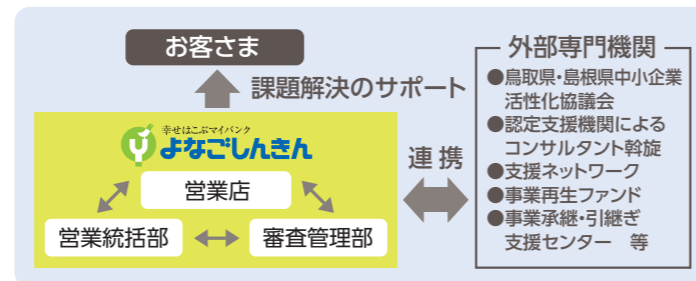 お客さま
課題解決のサポート
幸せはこぶマイバンク
よなごしんきん
営業店
営業統括部
審査管理部
連携
外部専門機関
●鳥取県・島根県中小企業
活性化協議会
●認定支援機関による
コンサルタント斡旋
●支援ネットワーク
●事業再生ファンド
●事業承継・引継ぎ
支援センター 等